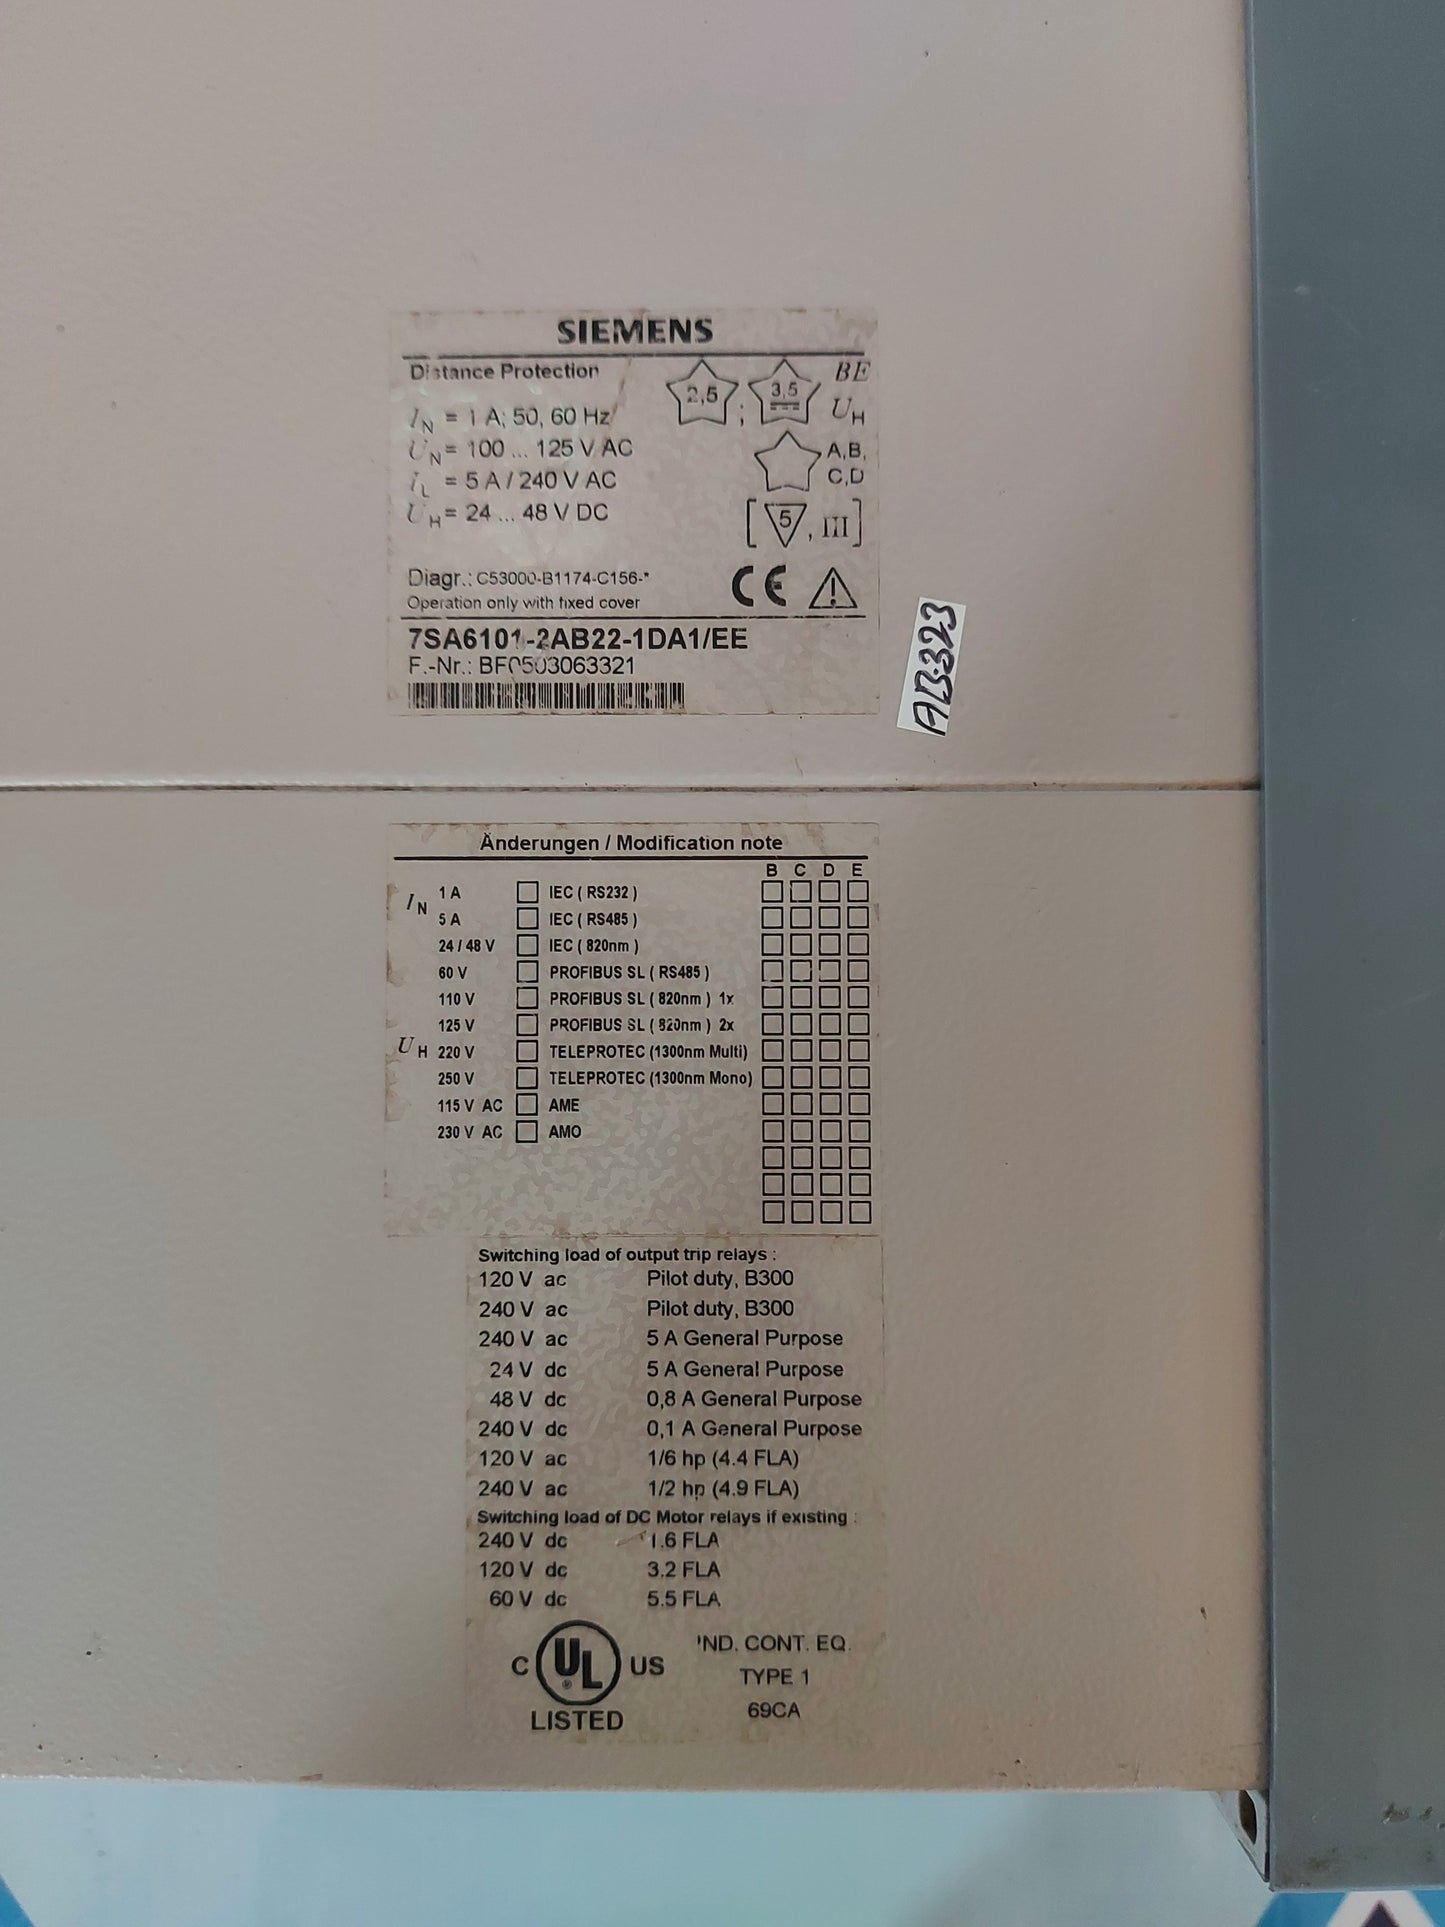 SIEMENS
Distance Protection
2,5 ; 3,5 BE
UH
IN = 1 A; 50, 60 Hz
UN = 100 ... 125 V AC
A,B,
IL = 5 A / 240 V AC
C,D
UH = 24 ... 48 V DC
[ 5 , III ]
Diagr.: C53000-B1174-C156-*
Operation only with fixed cover
CE
7SA6101-2AB22-1DA1/EE
F.-Nr.: BF0503063321
AB323
Änderungen / Modification note
B C D E
IN 1 A IEC ( RS232 )
5 A IEC ( RS485 )
24 / 48 V IEC ( 820nm )
60 V PROFIBUS SL ( RS485 )
110 V PROFIBUS SL ( 820nm ) 1x
125 V PROFIBUS SL ( 820nm ) 2x
UH 220 V TELEPROTEC (1300nm Multi)
250 V TELEPROTEC (1300nm Mono)
115 V AC AME
230 V AC AMO
Switching load of output trip relays :
120 V ac Pilot duty, B300
240 V ac Pilot duty, B300
240 V ac 5 A General Purpose
24 V dc 5 A General Purpose
48 V dc 0,8 A General Purpose
240 V dc 0,1 A General Purpose
120 V ac 1/6 hp (4.4 FLA)
240 V ac 1/2 hp (4.9 FLA)
Switching load of DC Motor relays if existing :
240 V dc 1.6 FLA
120 V dc 3.2 FLA
60 V dc 5.5 FLA
C UL ® US
LISTED
IND. CONT. EQ.
TYPE 1
69CA